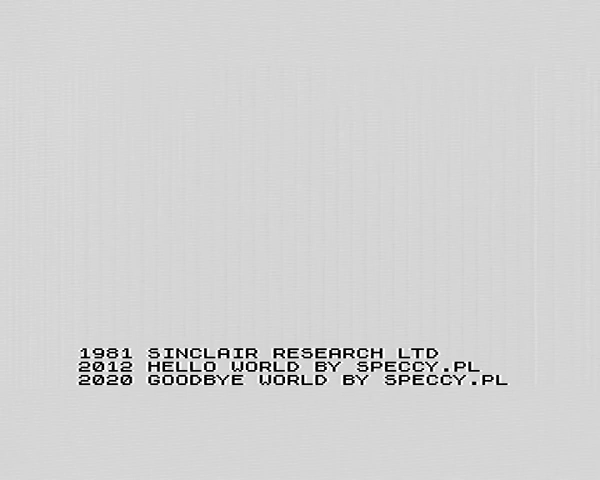 1981 SINCLAIR RESEARCH LTD
2012 HELLO WORLD BY SPECCY.PL
2020 GOODBYE WORLD BY SPECCY.PL